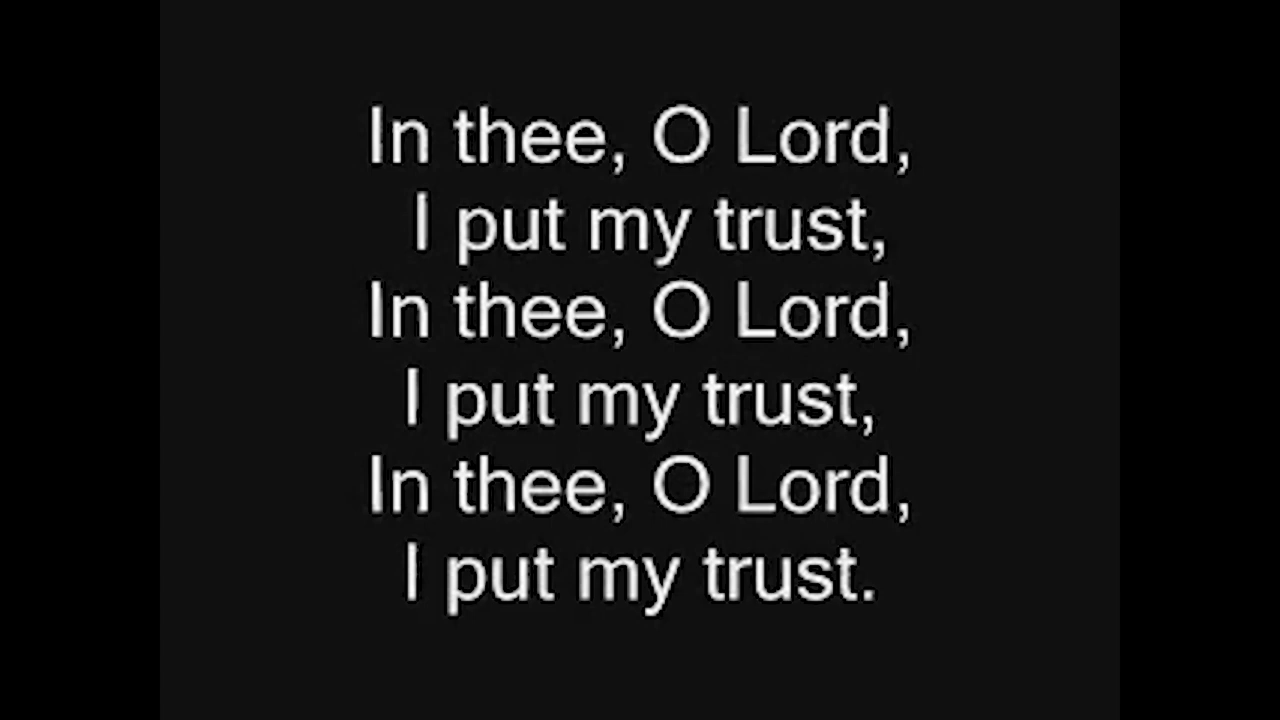 In thee, O Lord,
I put my trust,
In thee, O Lord,
I put my trust,
In thee, O Lord,
I put my trust.